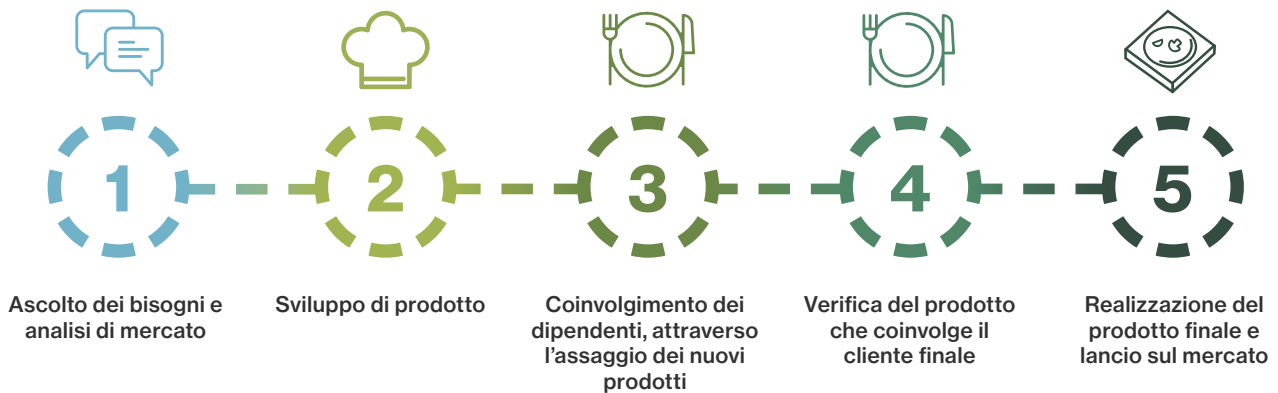 1
2
3
4
5
Ascolto dei bisogni e
analisi di mercato
Sviluppo di prodotto
Coinvolgimento dei
dipendenti, attraverso
l’assaggio dei nuovi
prodotti
Verifica del prodotto
che coinvolge il
cliente finale
Realizzazione del
prodotto finale e
lancio sul mercato